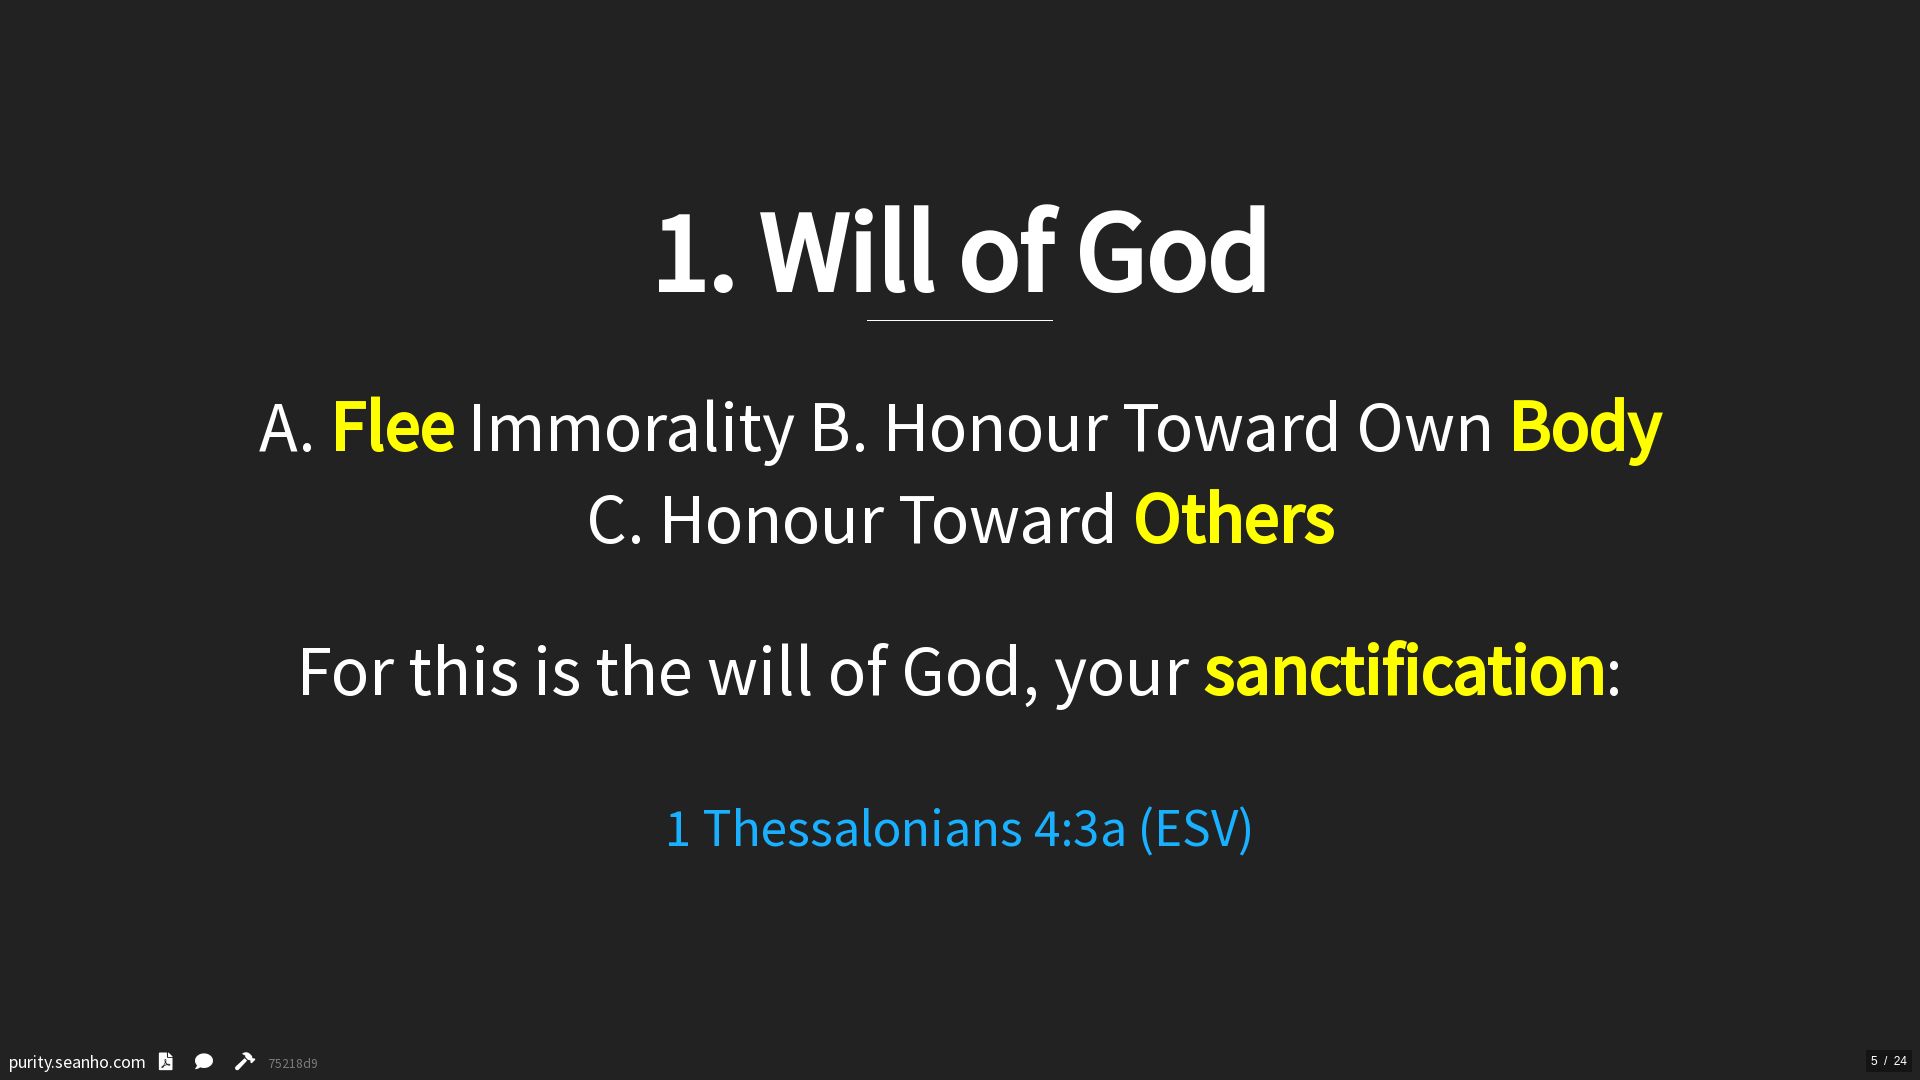 1. Will of God
A. Flee Immorality B. Honour Toward Own Body
C. Honour Toward Others
For this is the will of God, your sanctification:
1 Thessalonians 4:3a (ESV)
purity.seanho.com 75218d9
5 / 24